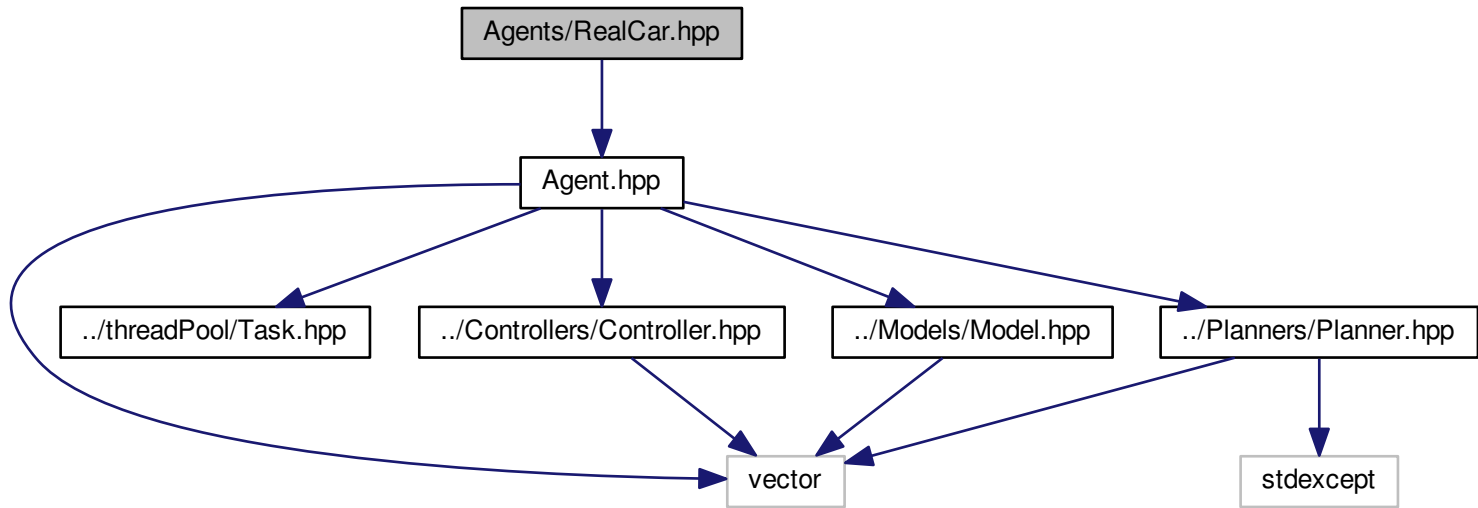 Agents/RealCar.hpp
Agent.hpp
../threadPool/Task.hpp
../Controllers/Controller.hpp
../Models/Model.hpp
../Planners/Planner.hpp
vector
stdexcept